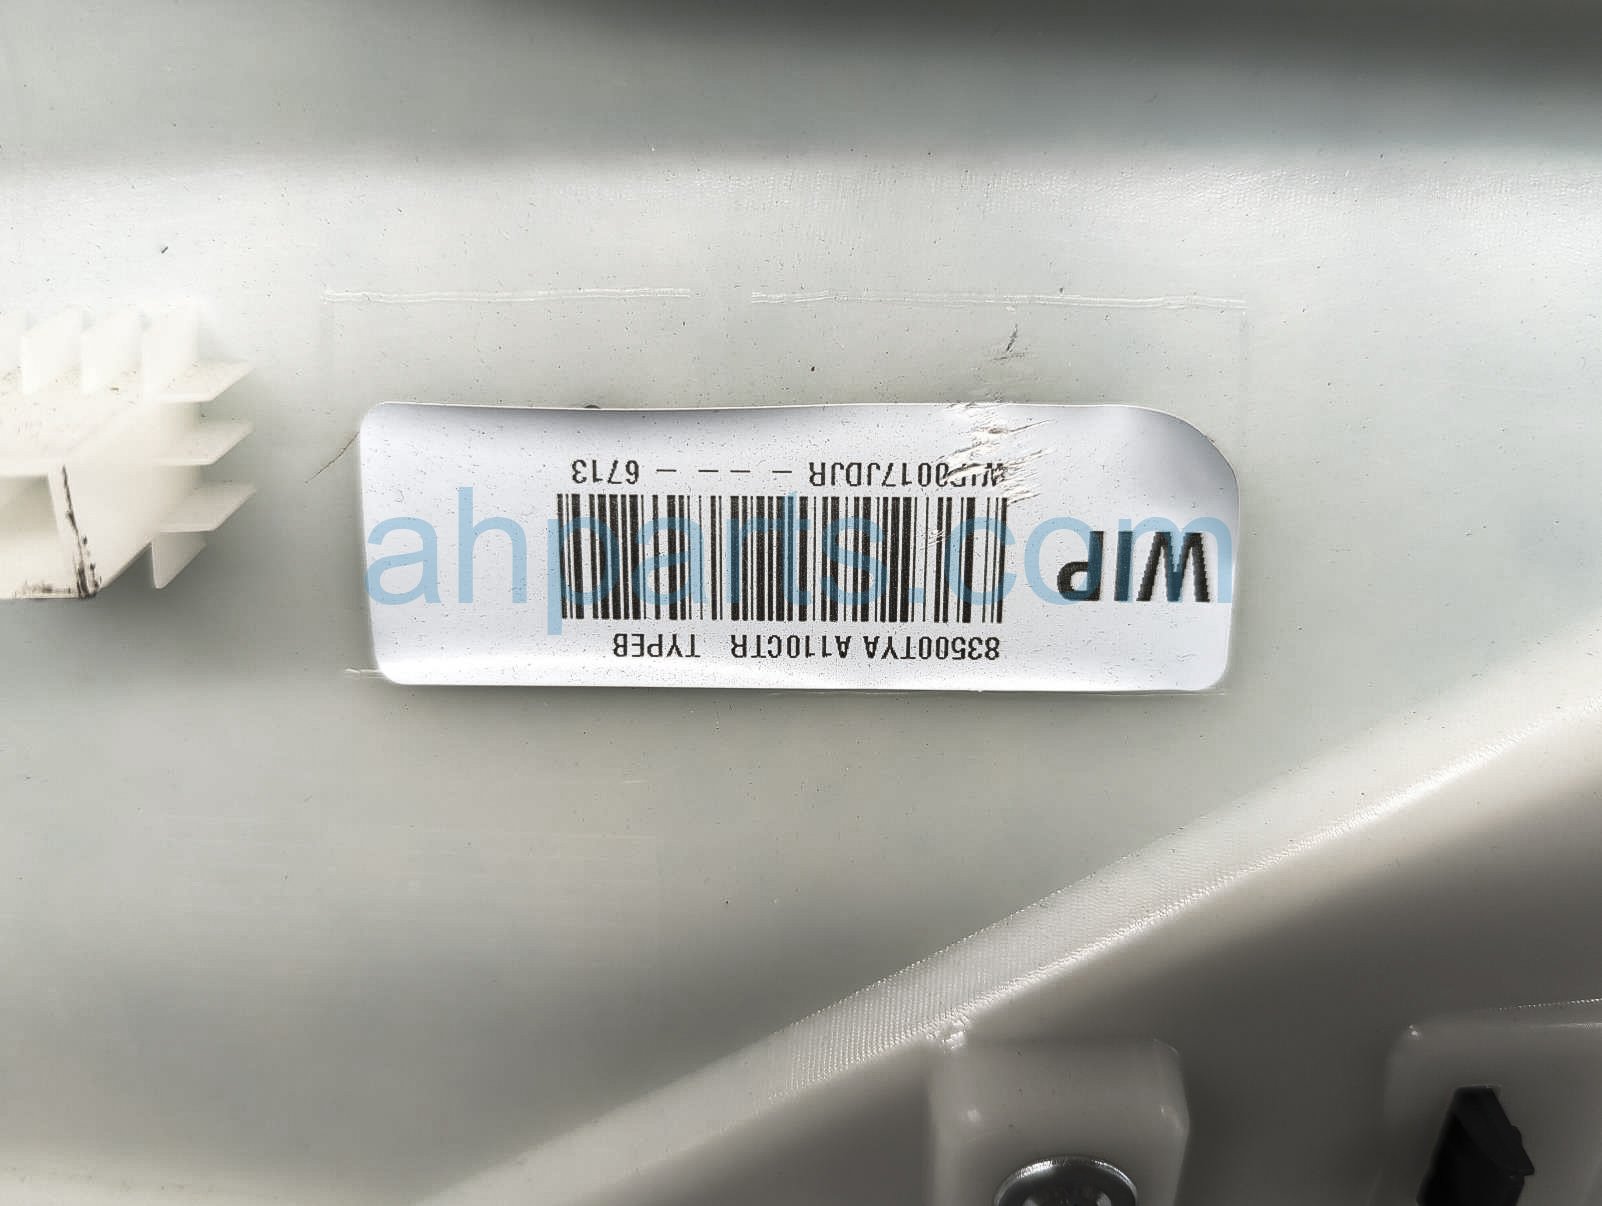 83500TYA A110CTR TYPEB
WIP
WIP0017JDJR - - - - 6713
ahparts.com